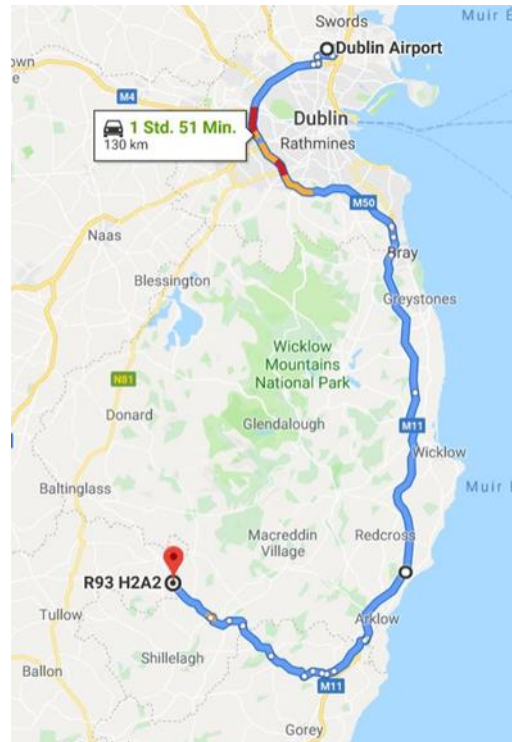 Swords
Muir É
Dublin Airport
own
M4
1 Std. 51 Min.
130 km
Dublin
Rathmines
M50
Naas
Bray
Blessington
Greystones
Wicklow
Mountains
National Park
N81
Donard
Glendalough
M11
Wicklow
Baltinglass
Muir
Macreddin
Village
Redcross
R93 H2A2
Tullow
Arklow
Shillelagh
Ballon
M11
Gorey